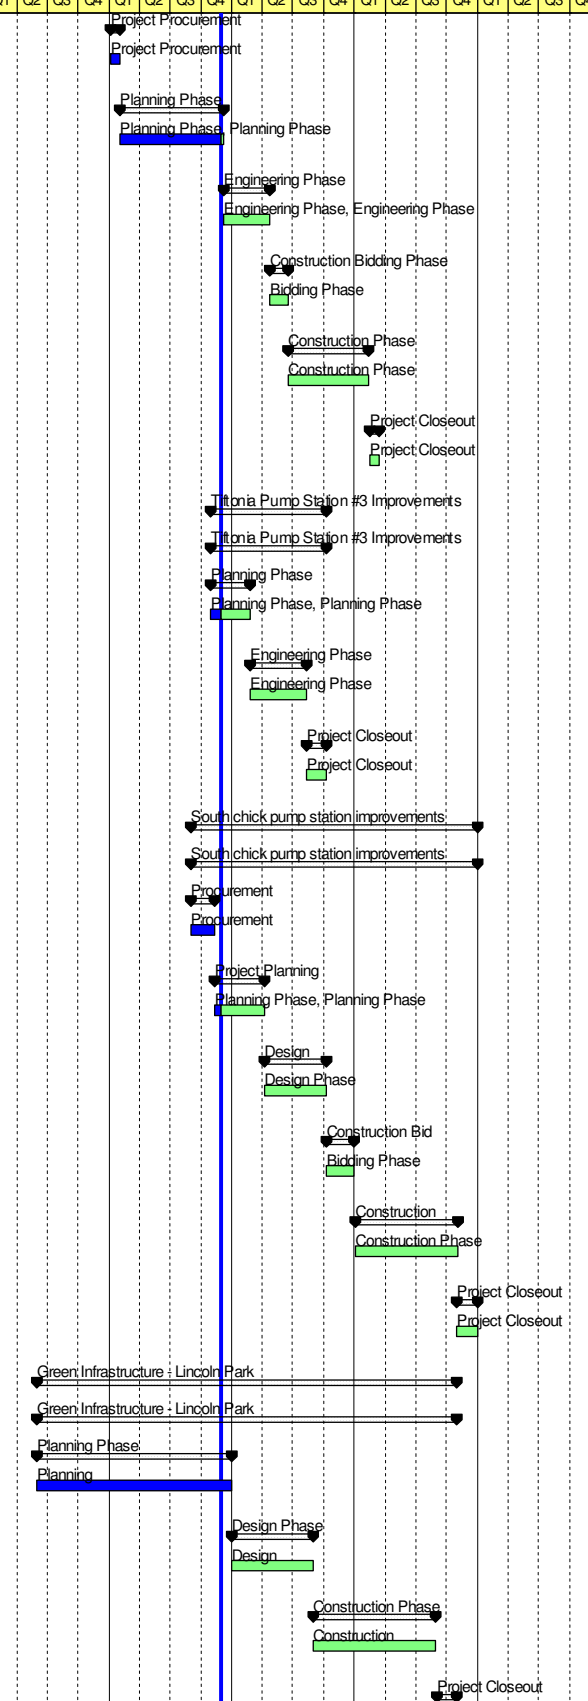 Q1 Q2 Q3 Q4 Q1 Q2 Q3 Q4 Q1 Q2 Q3 Q4 Q1 Q2 Q3 Q4 Q1 Q2 Q3 Q4
Project Procurement
Project Procurement
Planning Phase
Planning Phase, Planning Phase
Engineering Phase
Engineering Phase, Engineering Phase
Construction Bidding Phase
Bidding Phase
Construction Phase
Construction Phase
Project Closeout
Project Closeout
Tiftonia Pump Station #3 Improvements
Tiftonia Pump Station #3 Improvements
Planning Phase
Planning Phase, Planning Phase
Engineering Phase
Engineering Phase
Project Closeout
Project Closeout
South chick pump station improvements
South chick pump station improvements
Procurement
Procurement
Project Planning
Planning Phase, Planning Phase
Design
Design Phase
Construction Bid
Bidding Phase
Construction
Construction Phase
Project Closeout
Project Closeout
Green Infrastructure - Lincoln Park
Green Infrastructure - Lincoln Park
Planning Phase
Planning
Design Phase
Design
Construction Phase
Construction
Project Closeout